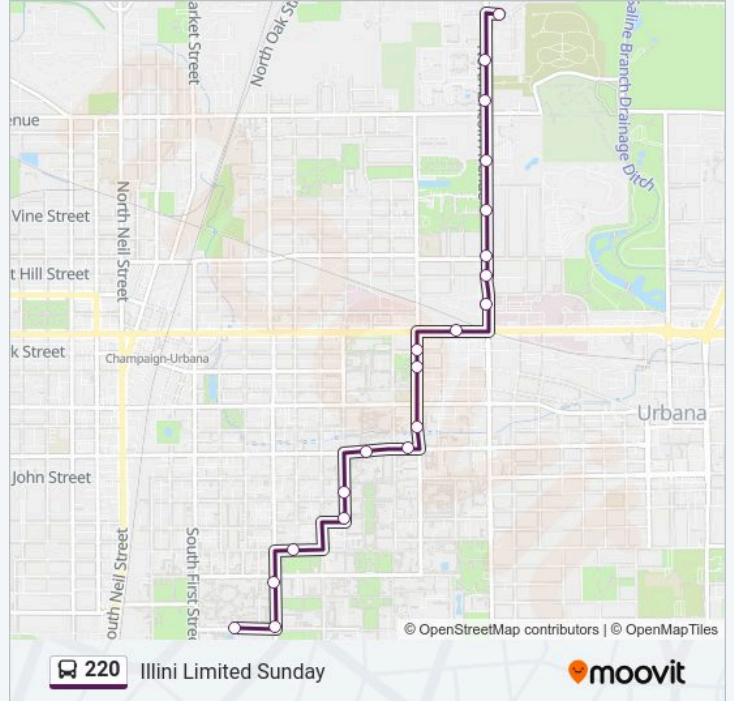 arket Street
North Oak St
aline Branch Drainage Ditch
enue
North Neil Street
Vine Street
t Hill Street
k Street
Champaign-Urbana
Urbana
John Street
South First Stree
outh Neil Street
© OpenStreetMap contributors | © OpenMapTiles
220 Illini Limited Sunday
moovit